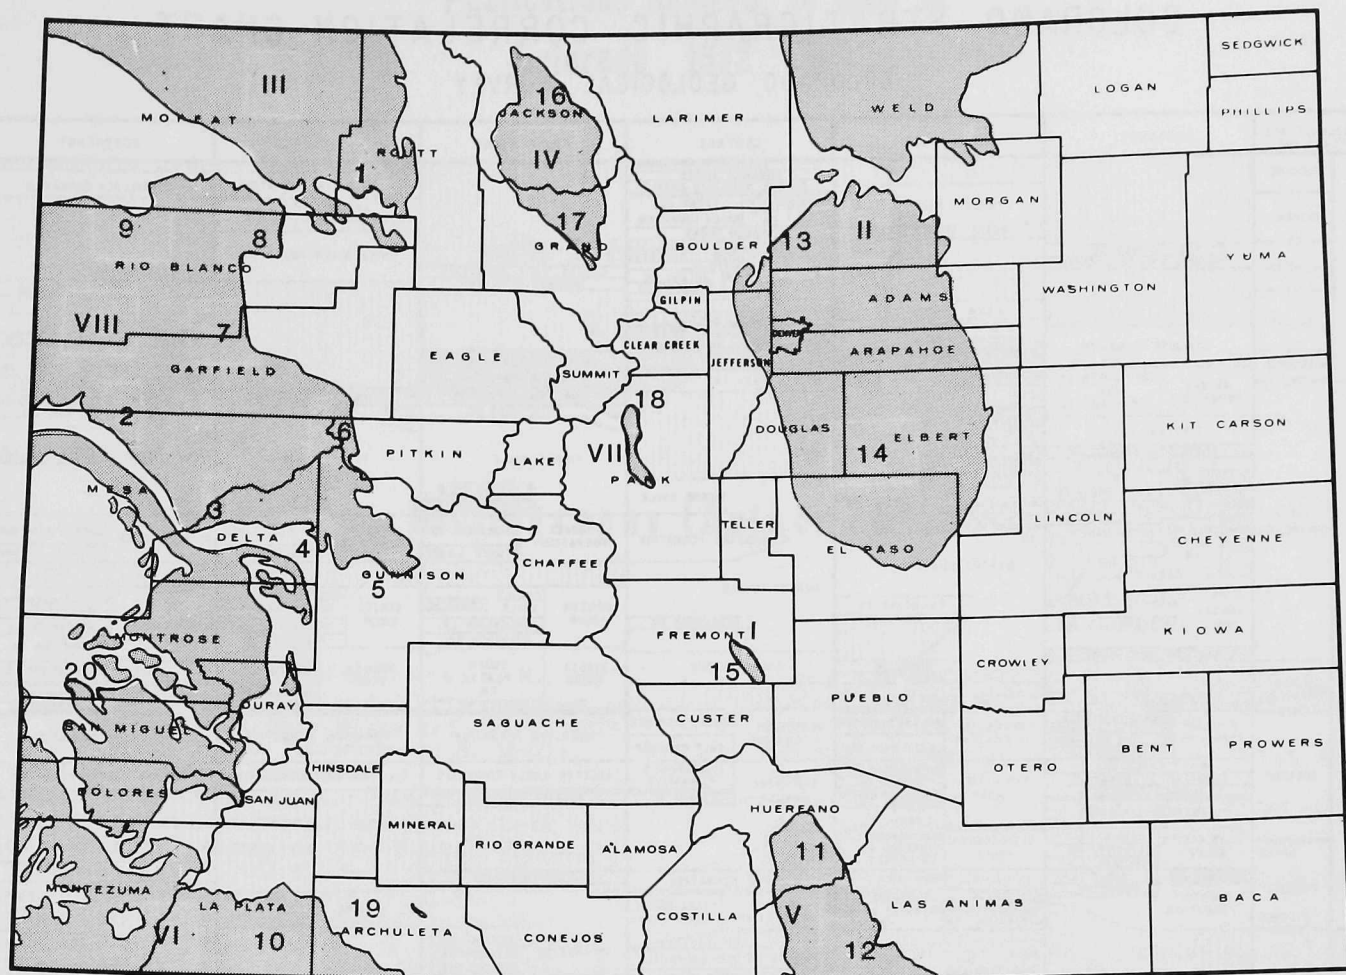 SEDGWICK
III
16
LOGAN
WELD
JACKSON
LARIMER
PHILLIPS
MOFFAT
ROUTT
IV
1
MORGAN
9
8
17
GRAND
BOULDER
13
II
YUMA
RIO BLANCO
GILPIN
ADAMS
WASHINGTON
VIII
7
DENVER
CLEAR CREEK
EAGLE
JEFFERSON
ARAPAHOE
GARFIELD
SUMMIT
18
2
6
DOUGLAS
ELBERT
KIT CARSON
PITKIN
LAKE
VII
14
MESA
PARK
3
LINCOLN
TELLER
DELTA
4
EL PASO
CHEYENNE
CHAFFEE
GUNNISON
5
MONTROSE
FREMONT
I
KIOWA
20
15
CROWLEY
PUEBLO
OURAY
SAGUACHE
CUSTER
SAN MIGUEL
BENT
PROWERS
HINSDALE
OTERO
DOLORES
SAN JUAN
HUERFANO
MINERAL
RIO GRANDE
ALAMOSA
11
MONTEZUMA
LA PLATA
19
COSTILLA
V
LAS ANIMAS
BACA
VI
10
ARCHULETA
CONEJOS
12